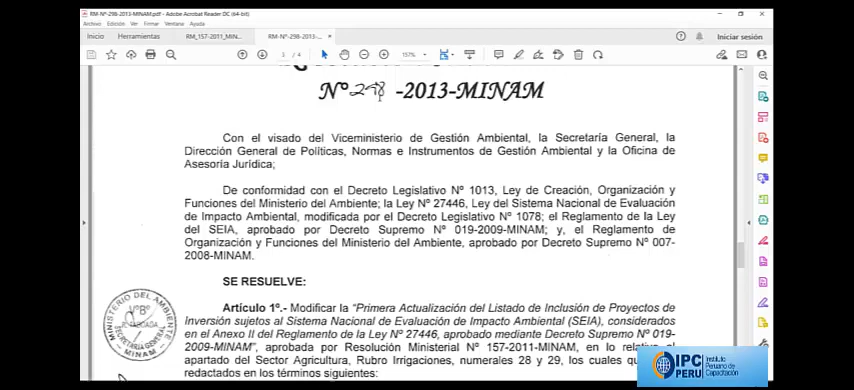 RM-Nº-298-2013-MINAM.pdf - Adobe Acrobat Reader DC (64-bit)
Archivo Edición Ver Firmar Ventana Ayuda
Inicio Herramientas RM_157-2011_MIN... RM-Nº-298-2013-... × Iniciar sesión
3 / 4 157%
Nº 298 -2013-MINAM
Con el visado del Viceministerio de Gestión Ambiental, la Secretaría General, la
Dirección General de Políticas, Normas e Instrumentos de Gestión Ambiental y la Oficina de
Asesoría Jurídica;
De conformidad con el Decreto Legislativo Nº 1013, Ley de Creación, Organización y
Funciones del Ministerio del Ambiente; la Ley Nº 27446, Ley del Sistema Nacional de Evaluación
de Impacto Ambiental, modificada por el Decreto Legislativo Nº 1078; el Reglamento de la Ley
del SEIA, aprobado por Decreto Supremo Nº 019-2009-MINAM; y, el Reglamento de
Organización y Funciones del Ministerio del Ambiente, aprobado por Decreto Supremo Nº 007-
2008-MINAM.
SE RESUELVE:
Artículo 1º.- Modificar la “Primera Actualización del Listado de Inclusión de Proyectos de
Inversión sujetos al Sistema Nacional de Evaluación de Impacto Ambiental (SEIA), considerados
en el Anexo II del Reglamento de la Ley Nº 27446, aprobado mediante Decreto Supremo Nº 019-
2009-MINAM”, aprobada por Resolución Ministerial Nº 157-2011-MINAM, en lo
apartado del Sector Agricultura, Rubro Irrigaciones, numerales 28 y 29, los cuales
redactados en los términos siguientes:
MINISTERIO DEL AMBIENTE
VºBº
SECRETARIA GENERAL
MINAM
IPC PERU
Instituto
Peruano de
Capacitación